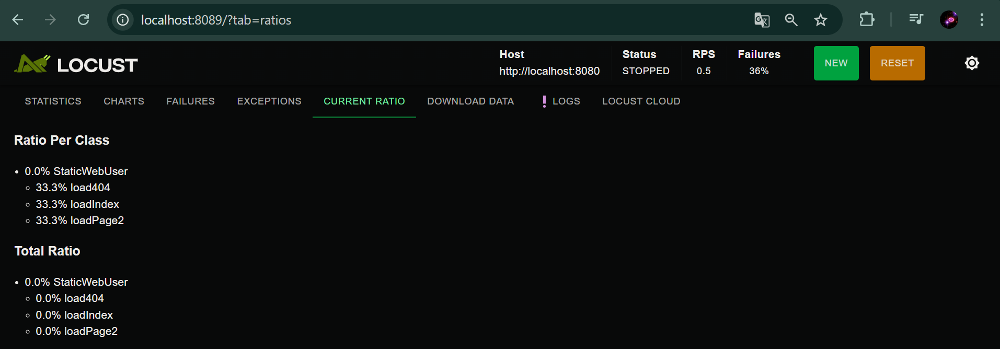 localhost:8089/?tab=ratios
LOCUST
Host
http://localhost:8080
Status
STOPPED
RPS
0.5
Failures
36%
NEW
RESET
STATISTICS CHARTS FAILURES EXCEPTIONS CURRENT RATIO DOWNLOAD DATA LOGS LOCUST CLOUD
Ratio Per Class
0.0% StaticWebUser
33.3% load404
33.3% loadIndex
33.3% loadPage2
Total Ratio
0.0% StaticWebUser
0.0% load404
0.0% loadIndex
0.0% loadPage2